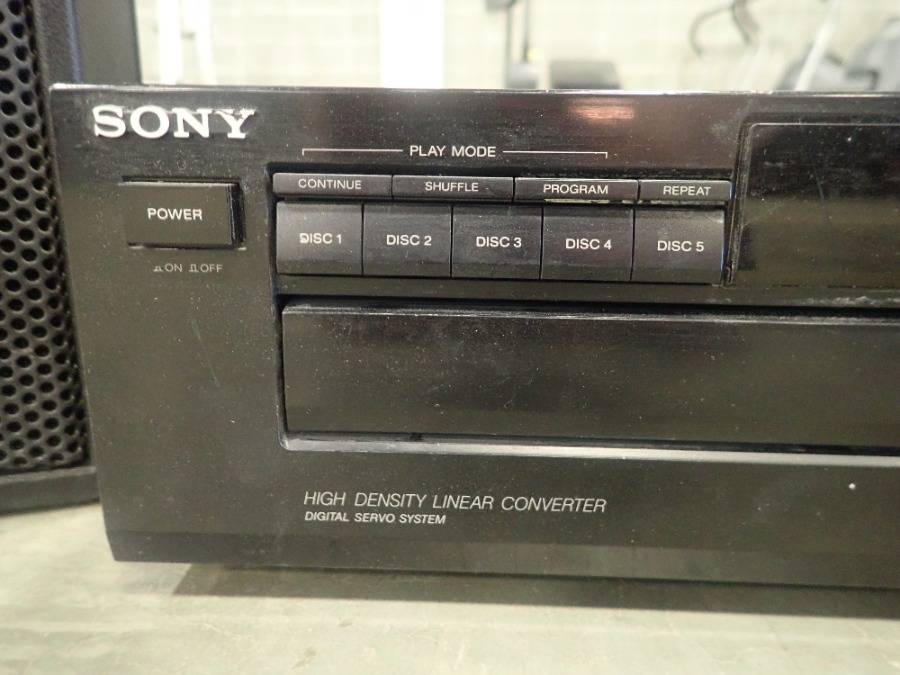 SONY
PLAY MODE
CONTINUE SHUFFLE PROGRAM REPEAT
POWER
DISC 1 DISC 2 DISC 3 DISC 4 DISC 5
ON OFF
HIGH DENSITY LINEAR CONVERTER
DIGITAL SERVO SYSTEM